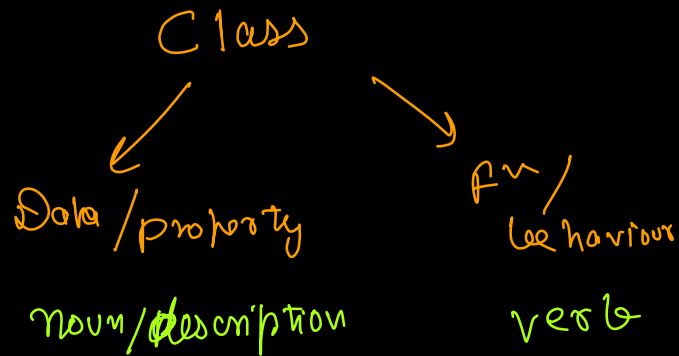 Class
Data/property
fn/
behaviour
noun/description
verb